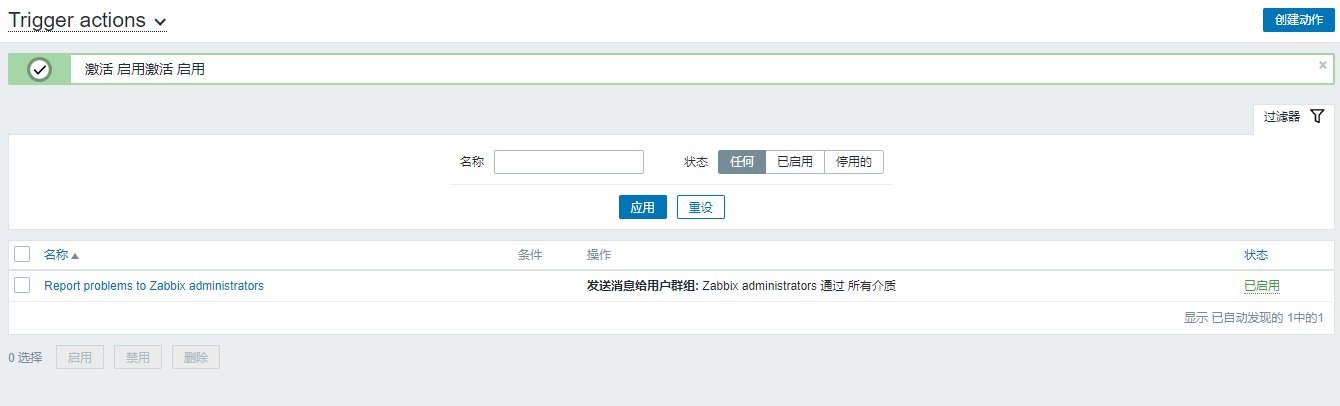 Trigger actions
创建动作
激活 启用激活 启用
过滤器
名称 状态 任何 已启用 停用的
应用 重设
名称 条件 操作 状态
Report problems to Zabbix administrators 发送消息给用户群组: Zabbix administrators 通过 所有介质 已启用
显示 已自动发现的 1中的1
0 选择 启用 禁用 删除